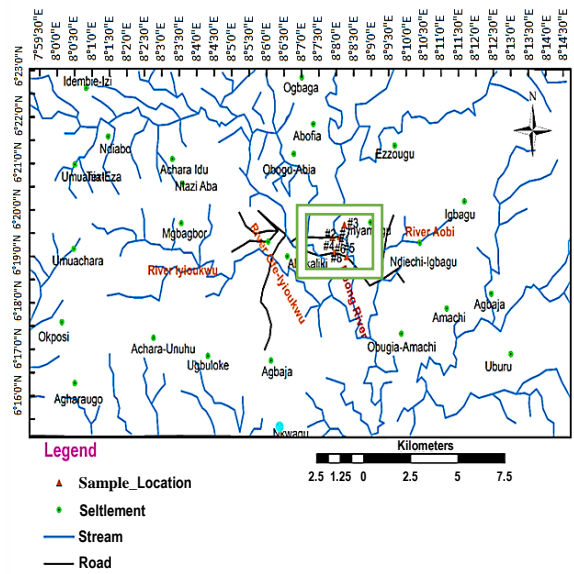 7°59'30"E 8°0'0"E 8°0'30"E 8°1'0"E 8°1'30"E 8°2'0"E 8°2'30"E 8°3'0"E 8°3'30"E 8°4'0"E 8°4'30"E 8°5'0"E 8°5'30"E 8°6'0"E 8°6'30"E 8°7'0"E 8°7'30"E 8°8'0"E 8°8'30"E 8°9'0"E 8°9'30"E 8°10'0"E 8°10'30"E 8°11'0"E 8°11'30"E 8°12'0"E 8°12'30"E 8°13'0"E 8°13'30"E 8°14'0"E 8°14'30"E
6°23'0"N
Idembie-Izi
Ogbaga
N
6°22'0"N
Abofia
Ndiabo
Ezzougu
6°21'0"N
Achara Idu
Obogu-Abia
Ntazi Aba
6°20'0"N
Igbagu
#3
Mgbagbor
River Aobi
#2
6°19'0"N
Umuachara
#4
#5
Ndiechi-Igbagu
River Iyioukwu
6°18'0"N
Agbaja
Amachi
Okposi
6°17'0"N
Achara-Unuhu
Obugia-Amachi
Ugbuloke
Agbaja
Uburu
6°16'0"N
Agharaugo
Nkwagu
Legend
Kilometers
2.5 1.25 0 2.5 5 7.5
Sample_Location
Seltlement
Stream
Road